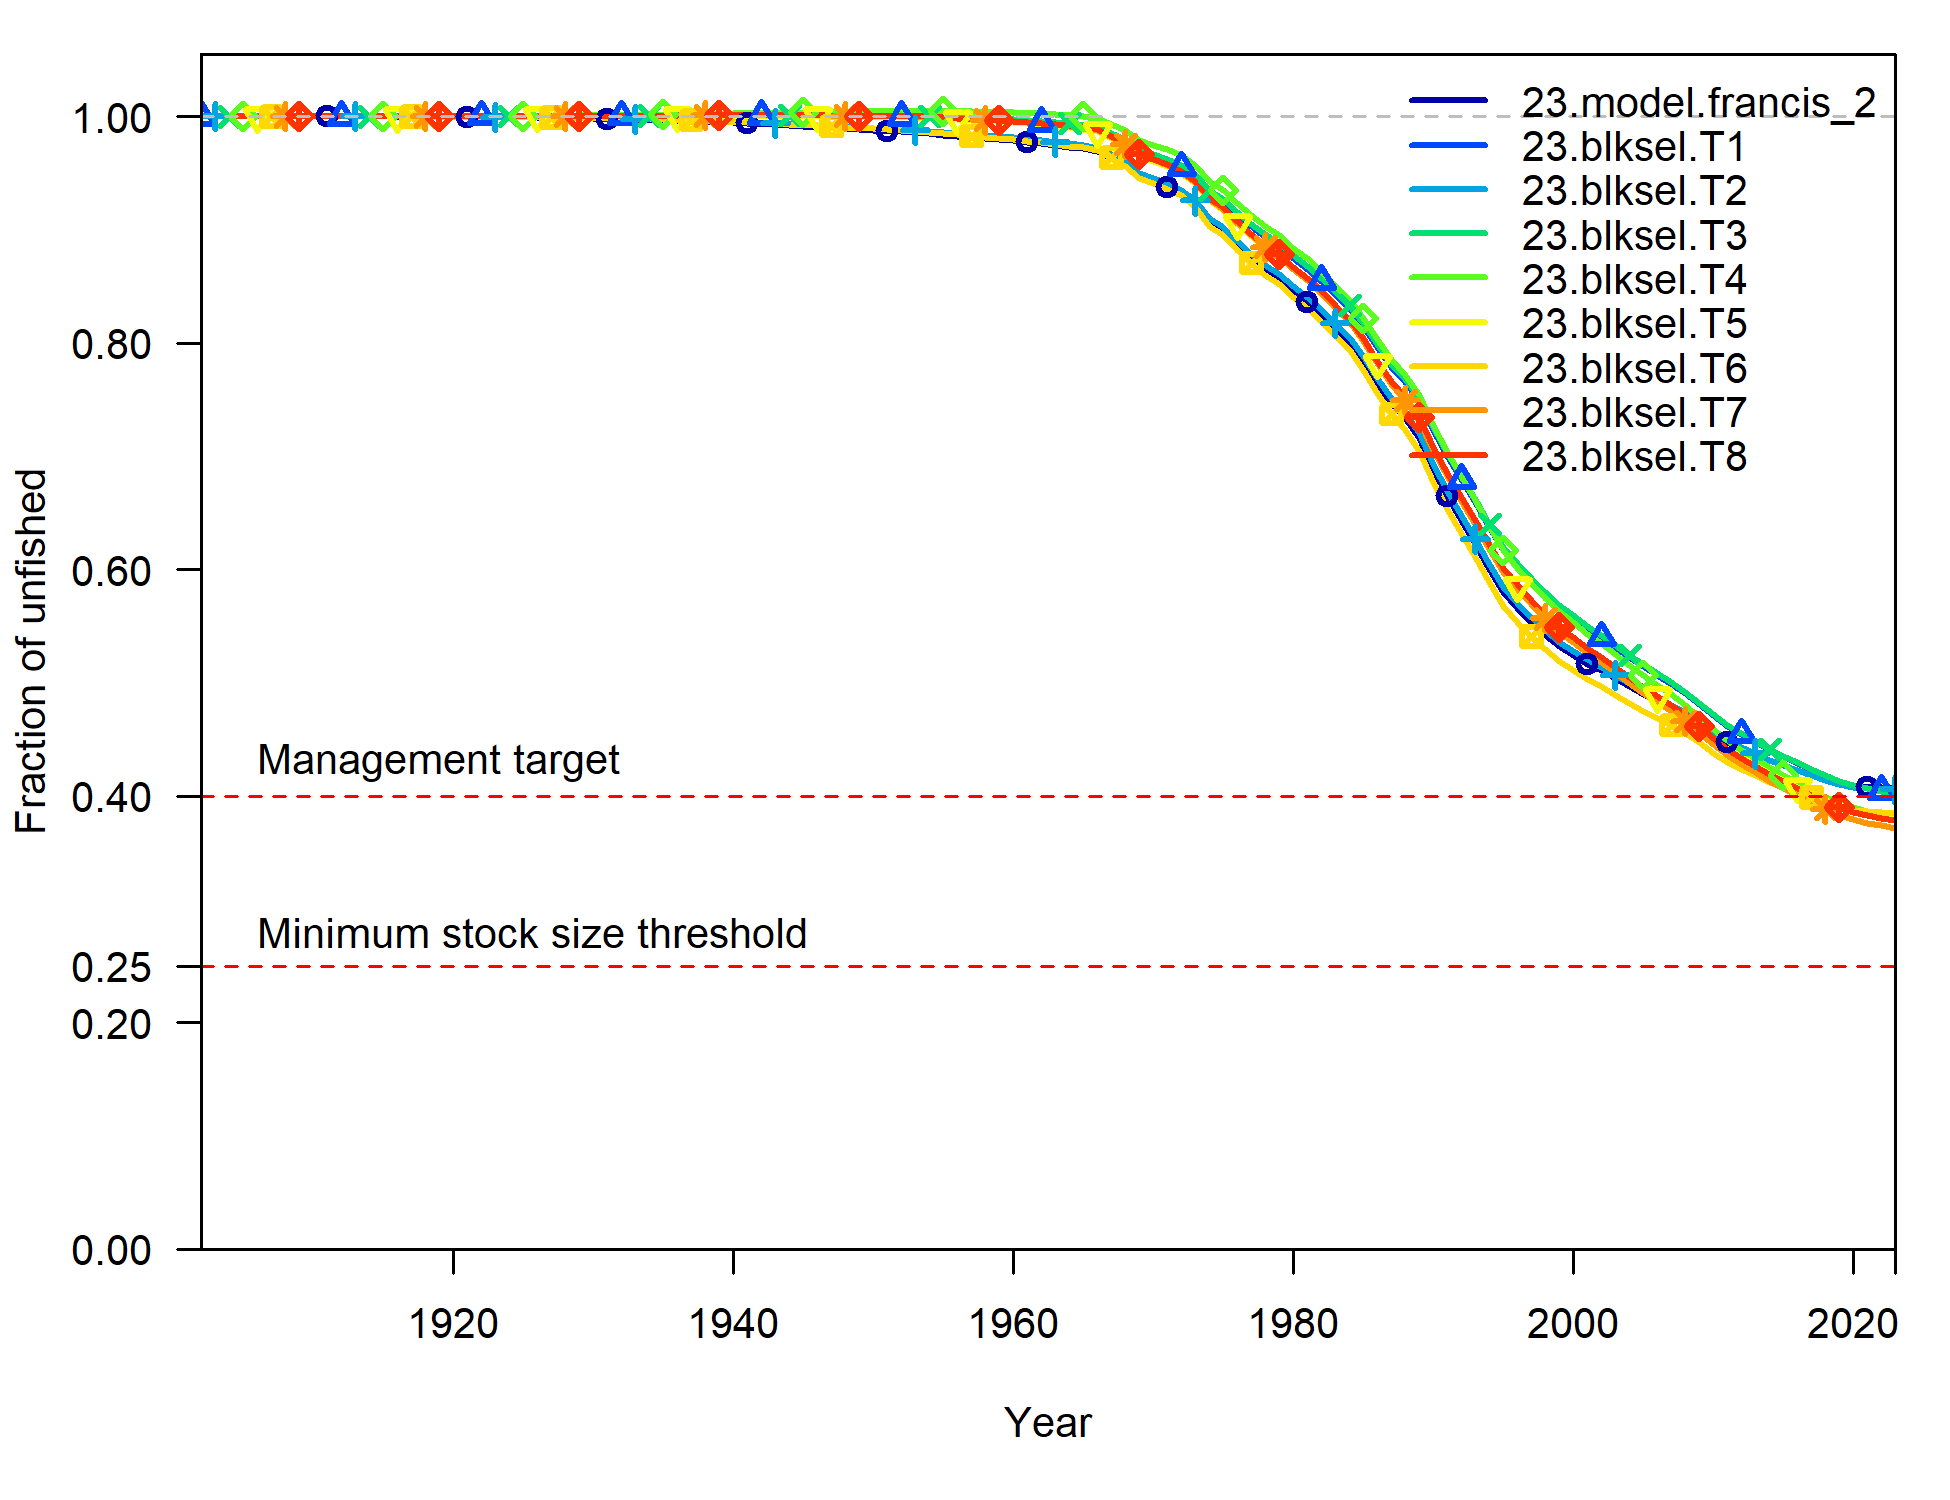 1.00
0.80
0.60
0.40
0.25
0.20
0.00
Fraction of unfished
23.model.francis_2
23.blksel.T1
23.blksel.T2
23.blksel.T3
23.blksel.T4
23.blksel.T5
23.blksel.T6
23.blksel.T7
23.blksel.T8
Management target
Minimum stock size threshold
1920 1940 1960 1980 2000 2020
Year